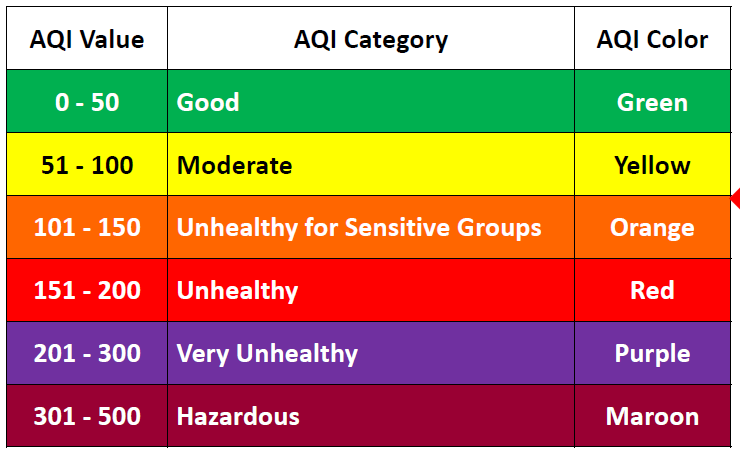 AQI Value AQI Category AQI Color
0 - 50 Good Green
51 - 100 Moderate Yellow
101 - 150 Unhealthy for Sensitive Groups Orange
151 - 200 Unhealthy Red
201 - 300 Very Unhealthy Purple
301 - 500 Hazardous Maroon